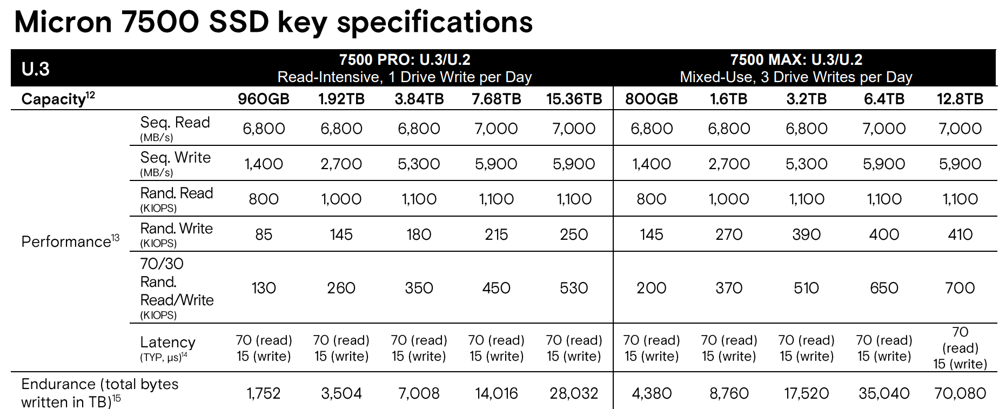 Micron 7500 SSD key specifications
U.3 7500 PRO: U.3/U.2 7500 MAX: U.3/U.2
Read-Intensive, 1 Drive Write per Day Mixed-Use, 3 Drive Writes per Day
Capacity12 960GB 1.92TB 3.84TB 7.68TB 15.36TB 800GB 1.6TB 3.2TB 6.4TB 12.8TB
Performance13
Seq. Read
(MB/s) 6,800 6,800 6,800 7,000 7,000 6,800 6,800 6,800 7,000 7,000
Seq. Write
(MB/s) 1,400 2,700 5,300 5,900 5,900 1,400 2,700 5,300 5,900 5,900
Rand. Read
(KIOPS) 800 1,000 1,100 1,100 1,100 800 1,000 1,100 1,100 1,100
Rand. Write
(KIOPS) 85 145 180 215 250 145 270 390 400 410
70/30
Rand.
Read/Write
(KIOPS) 130 260 350 450 530 200 370 510 650 700
Latency 70 (read) 70 (read) 70 (read) 70 (read) 70 (read) 70 (read) 70 (read) 70 (read) 70 (read) 70
(read)
(TYP, µs)14 15 (write) 15 (write) 15 (write) 15 (write) 15 (write) 15 (write) 15 (write) 15 (write) 15 (write) 15 (write)
Endurance (total bytes
written in TB)15 1,752 3,504 7,008 14,016 28,032 4,380 8,760 17,520 35,040 70,080